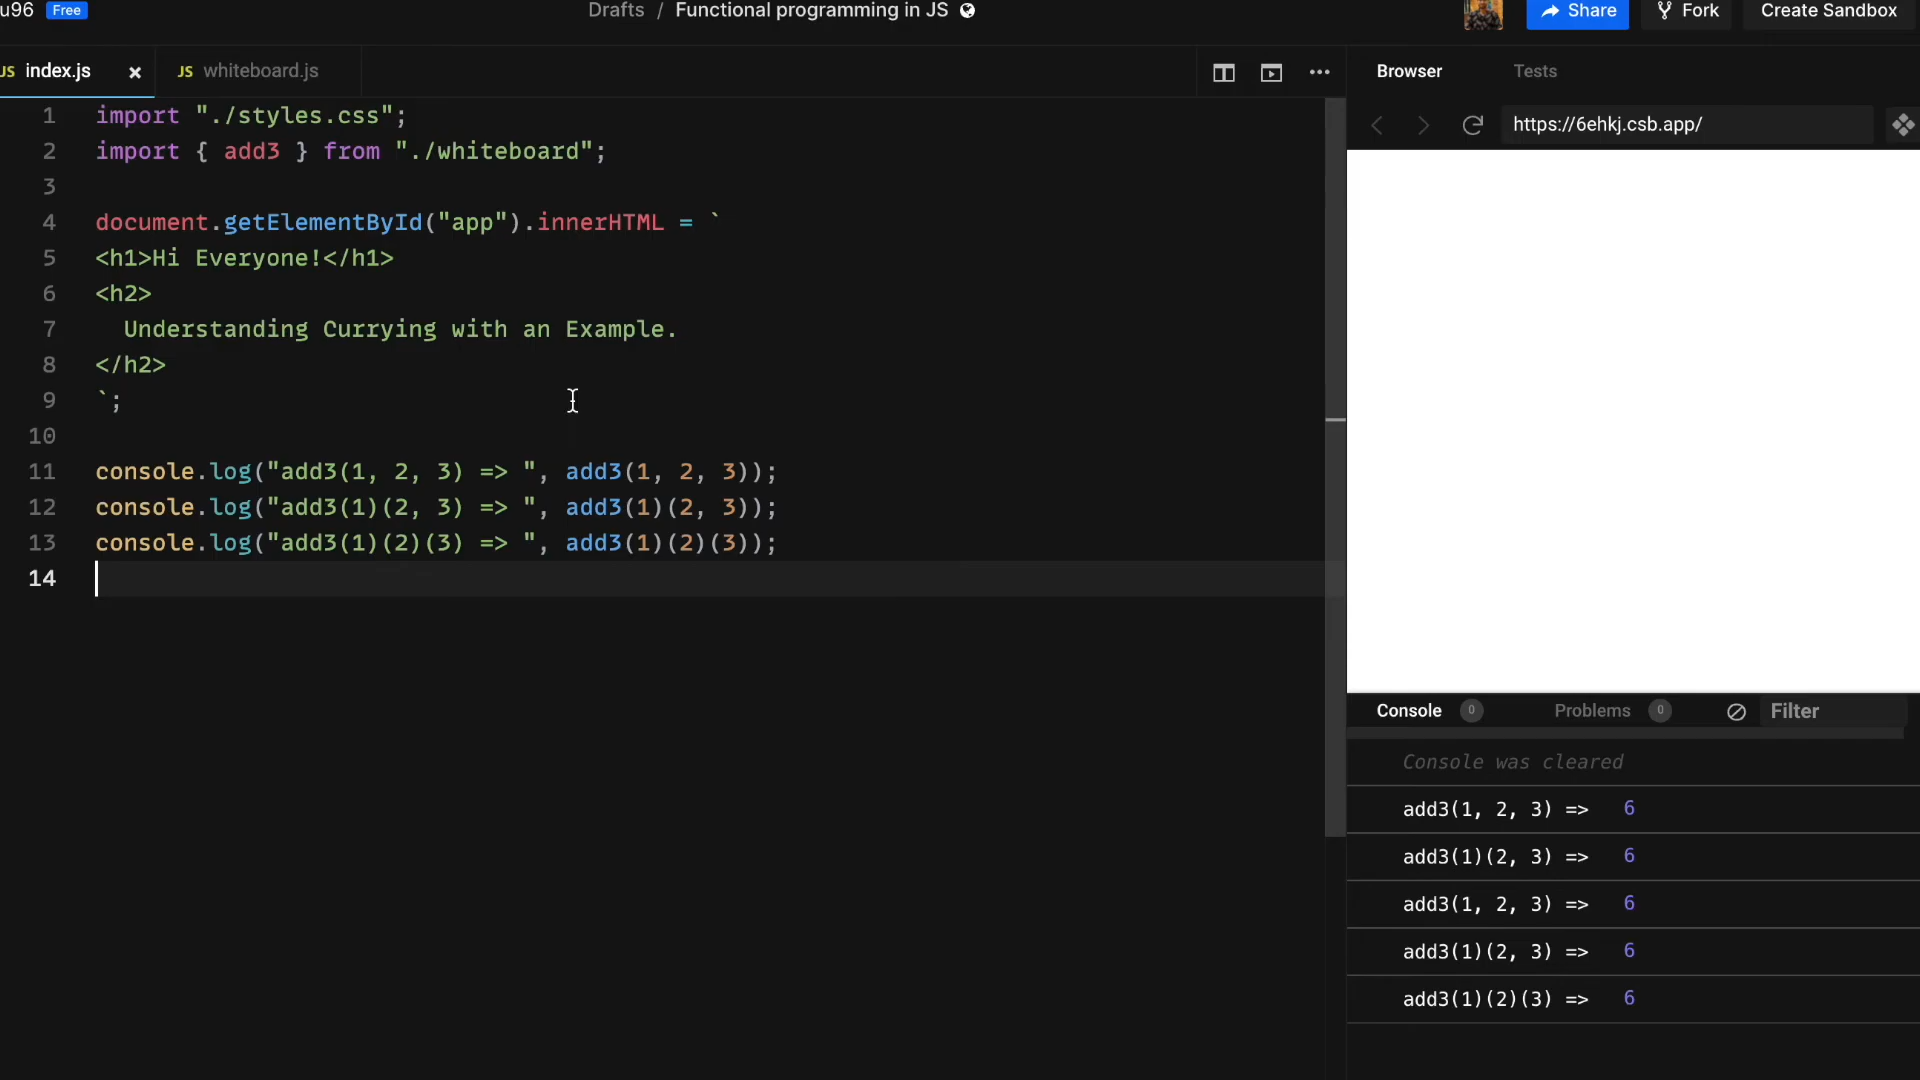 u96 Free Drafts / Functional programming in JS Share Fork Create Sandbox
JS index.js × JS whiteboard.js
Browser Tests
https://6ehkj.csb.app/
1 import "./styles.css";
2 import { add3 } from "./whiteboard";
3
4 document.getElementById("app").innerHTML = `
5 <h1>Hi Everyone!</h1>
6 <h2>
7 Understanding Currying with an Example.
8 </h2>
9 `;
10
11 console.log("add3(1, 2, 3) => ", add3(1, 2, 3));
12 console.log("add3(1)(2, 3) => ", add3(1)(2, 3));
13 console.log("add3(1)(2)(3) => ", add3(1)(2)(3));
14
Console 0 Problems 0 Filter
Console was cleared
add3(1, 2, 3) => 6
add3(1)(2, 3) => 6
add3(1, 2, 3) => 6
add3(1)(2, 3) => 6
add3(1)(2)(3) => 6